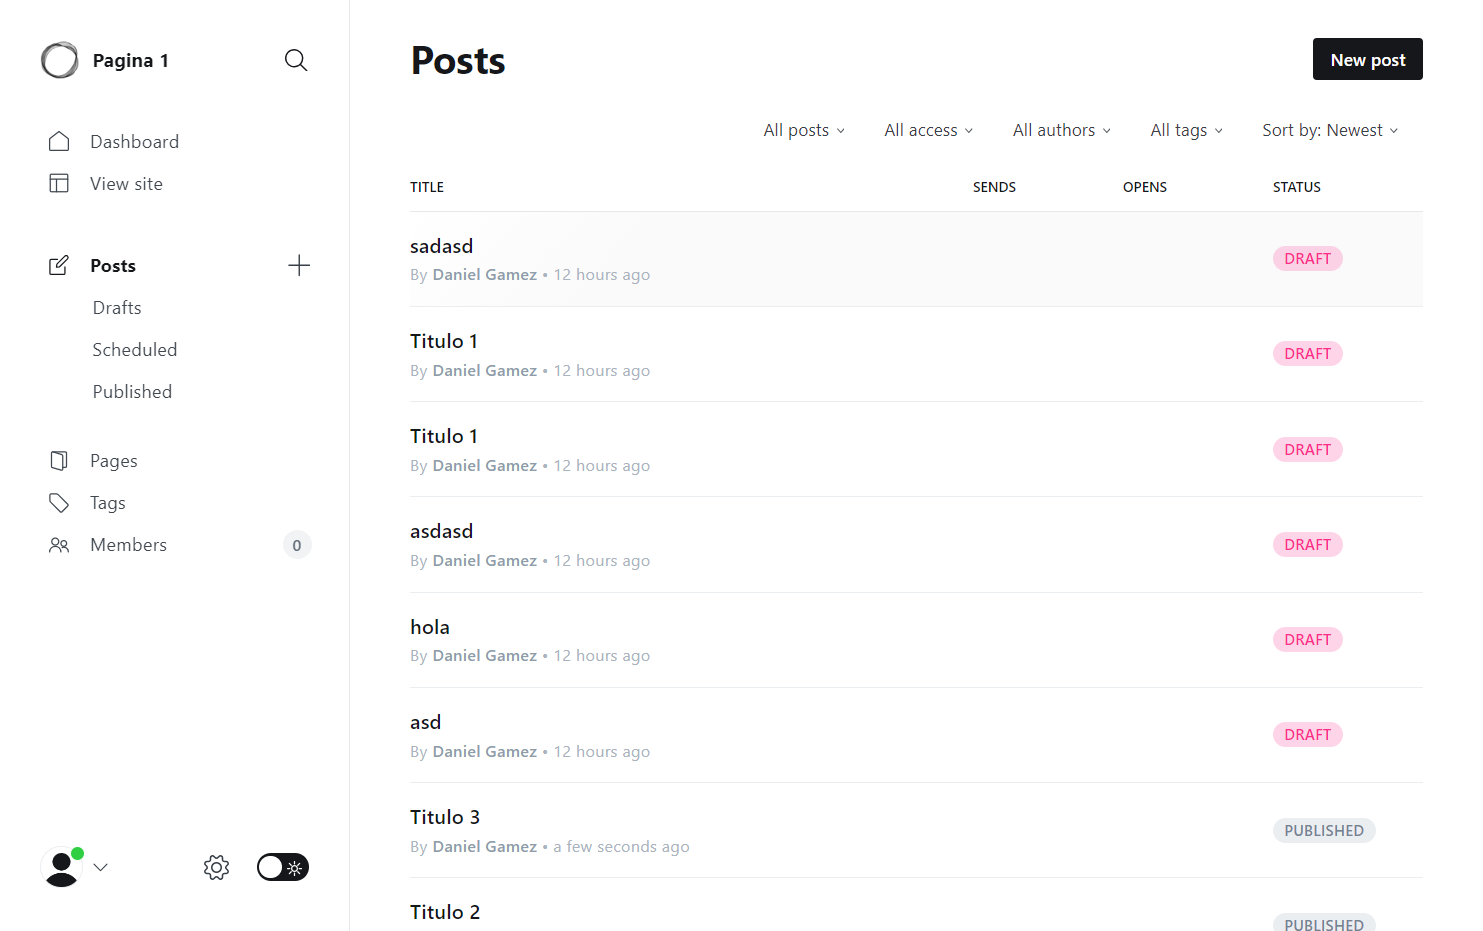 Pagina 1
Dashboard
View site
Posts
Drafts
Scheduled
Published
Pages
Tags
Members 0
Posts
New post
All posts All access All authors All tags Sort by: Newest
TITLE SENDS OPENS STATUS
sadasd
By Daniel Gamez • 12 hours ago
DRAFT
Titulo 1
By Daniel Gamez • 12 hours ago
DRAFT
Titulo 1
By Daniel Gamez • 12 hours ago
DRAFT
asdasd
By Daniel Gamez • 12 hours ago
DRAFT
hola
By Daniel Gamez • 12 hours ago
DRAFT
asd
By Daniel Gamez • 12 hours ago
DRAFT
Titulo 3
By Daniel Gamez • a few seconds ago
PUBLISHED
Titulo 2
PUBLISHED